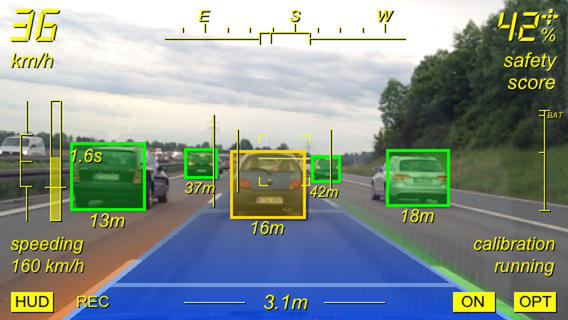 36
km/h
E S W
42±
%
safety
score
BAT
1.6s
37m
42m
13m
16m
18m
speeding
160 km/h
calibration
running
HUD REC 3.1m ON OPT